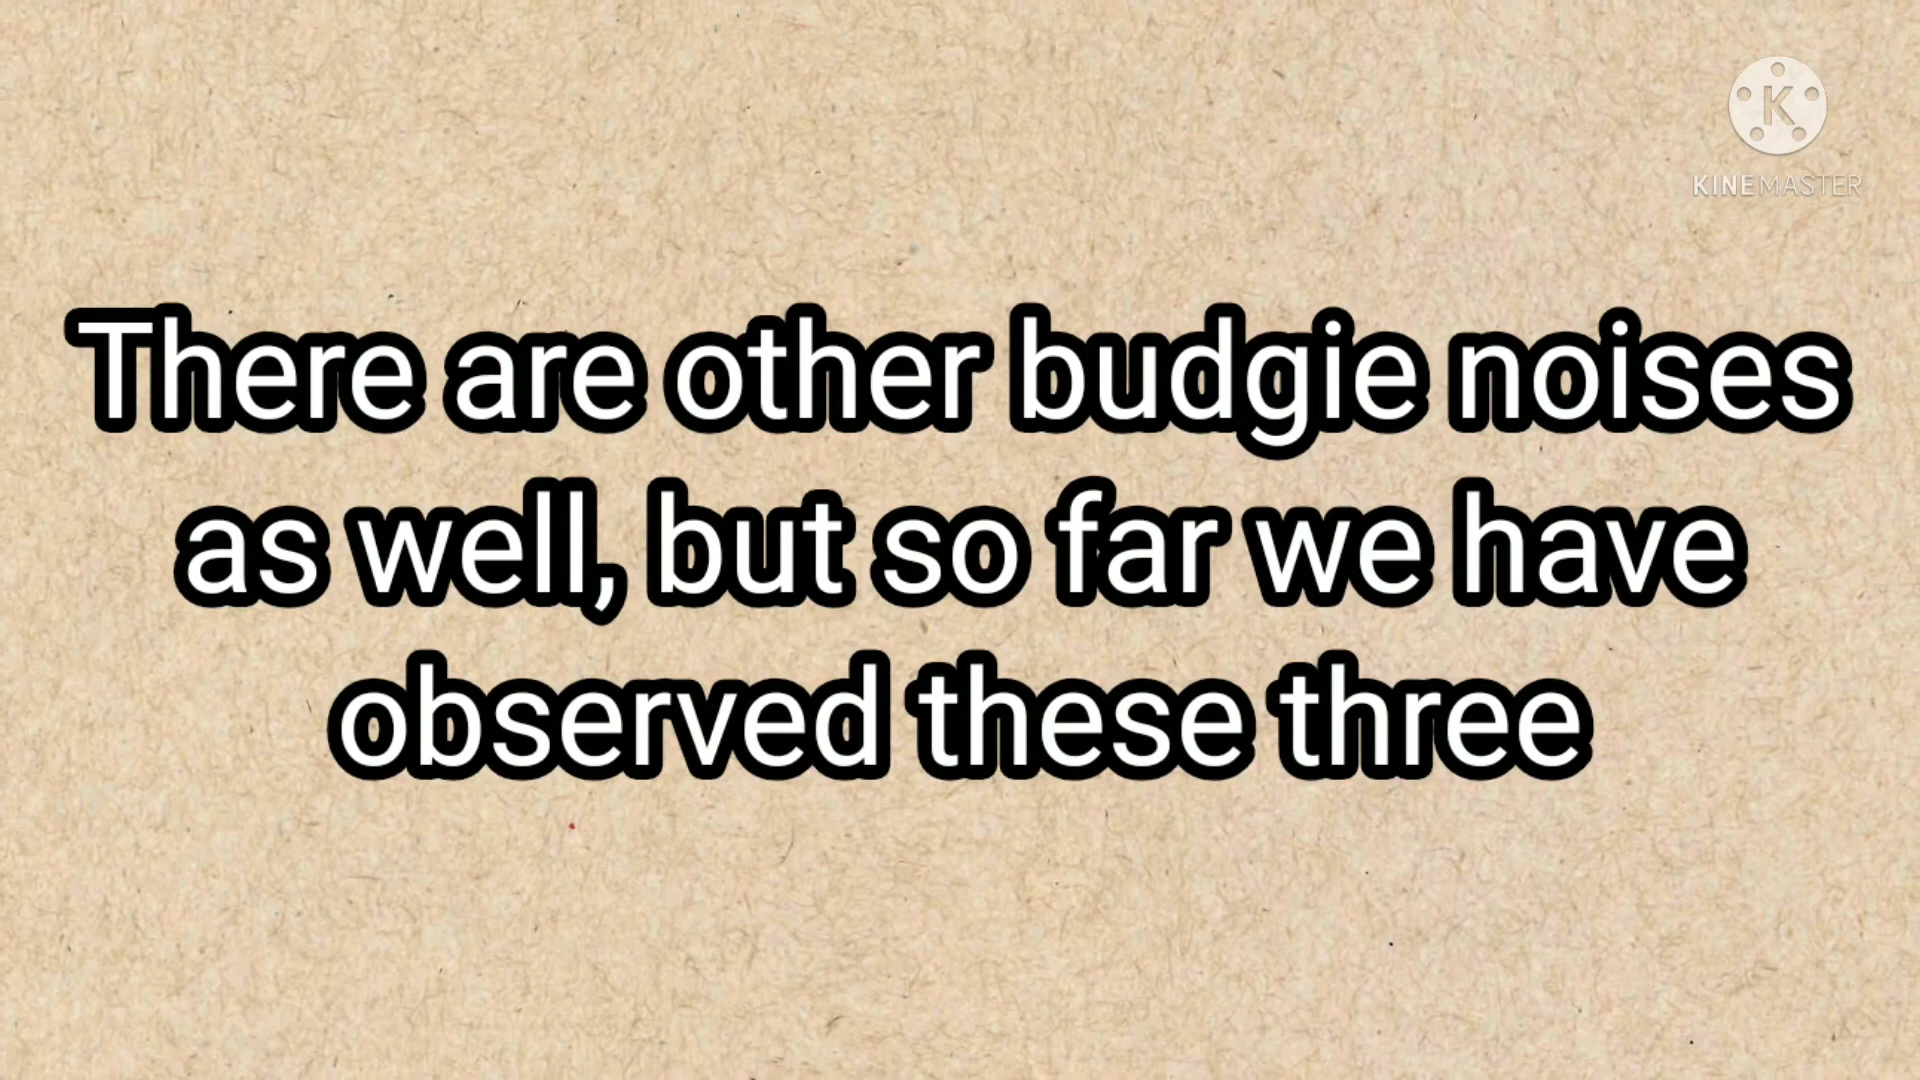 K
KINEMASTER
There are other budgie noises
as well, but so far we have
observed these three